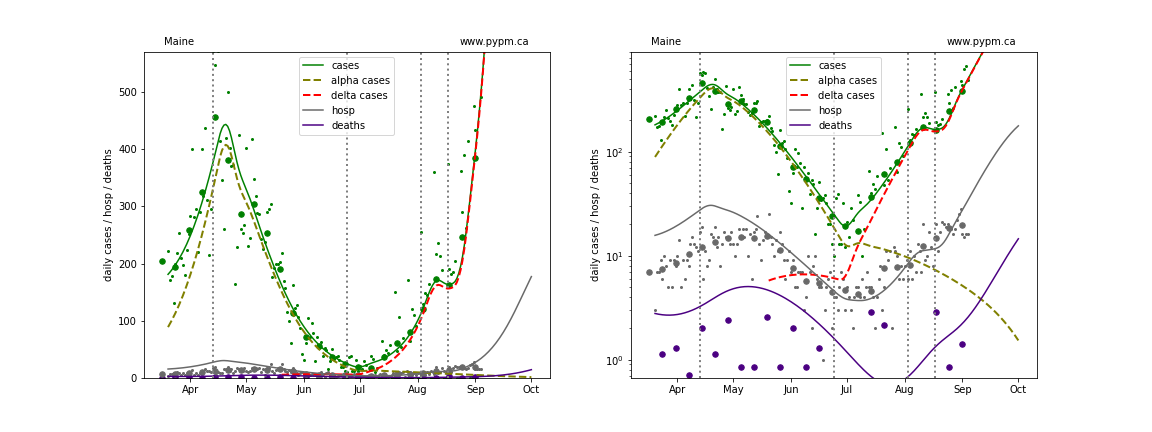 Maine www.pypm.ca
cases
alpha cases
delta cases
hosp
deaths
daily cases / hosp / deaths
500
400
300
200
100
0
Apr May Jun Jul Aug Sep Oct
Maine www.pypm.ca
cases
alpha cases
delta cases
hosp
deaths
daily cases / hosp / deaths
10²
10¹
10⁰
Apr May Jun Jul Aug Sep Oct